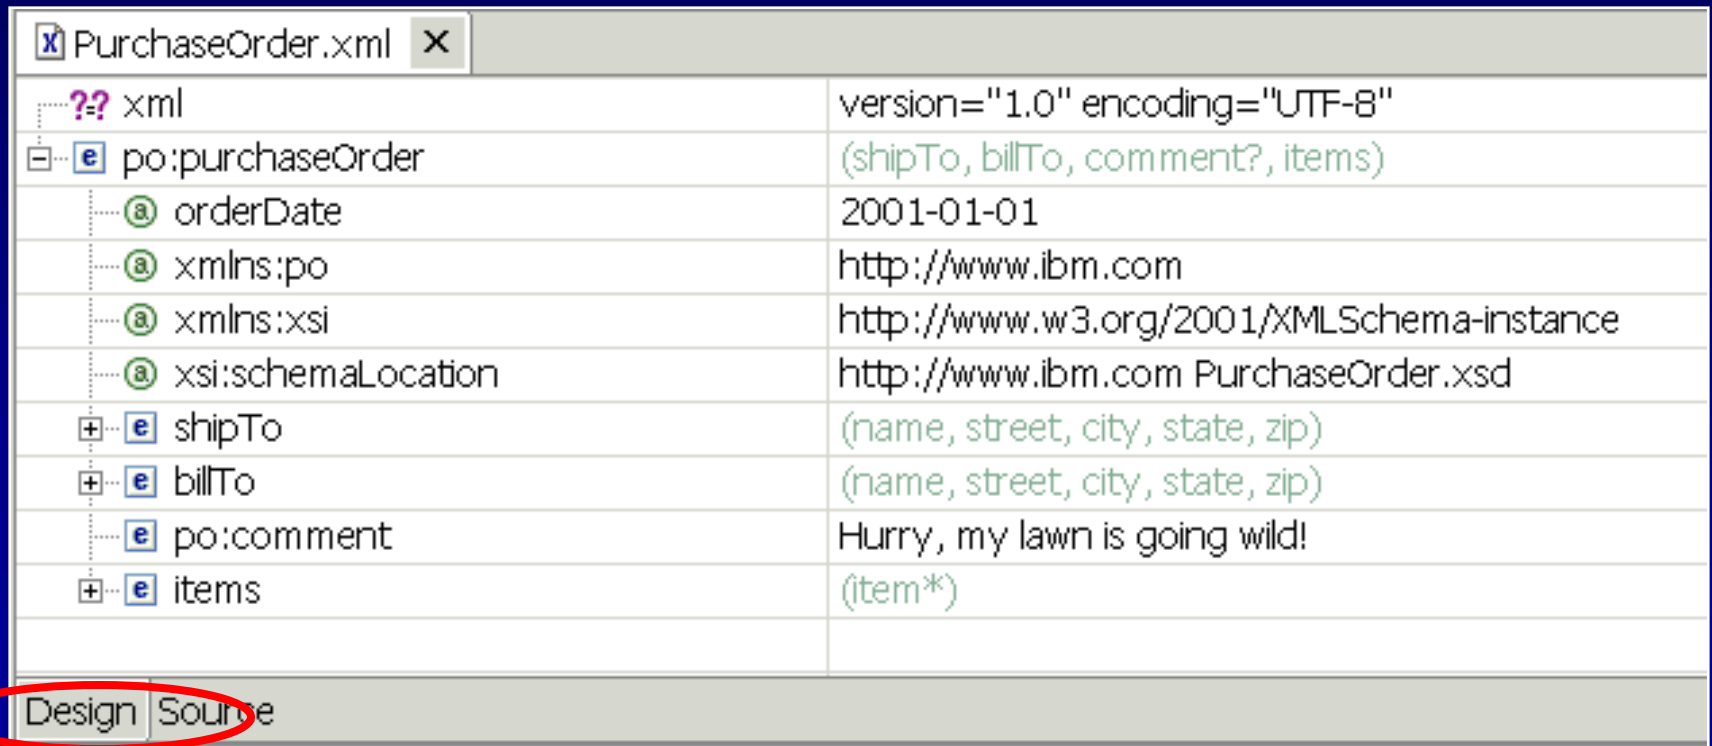 PurchaseOrder.xml
xml version="1.0" encoding="UTF-8"
po:purchaseOrder (shipTo, billTo, comment?, items)
orderDate 2001-01-01
xmlns:po http://www.ibm.com
xmlns:xsi http://www.w3.org/2001/XMLSchema-instance
xsi:schemaLocation http://www.ibm.com PurchaseOrder.xsd
shipTo (name, street, city, state, zip)
billTo (name, street, city, state, zip)
po:comment Hurry, my lawn is going wild!
items (item*)
Design Source